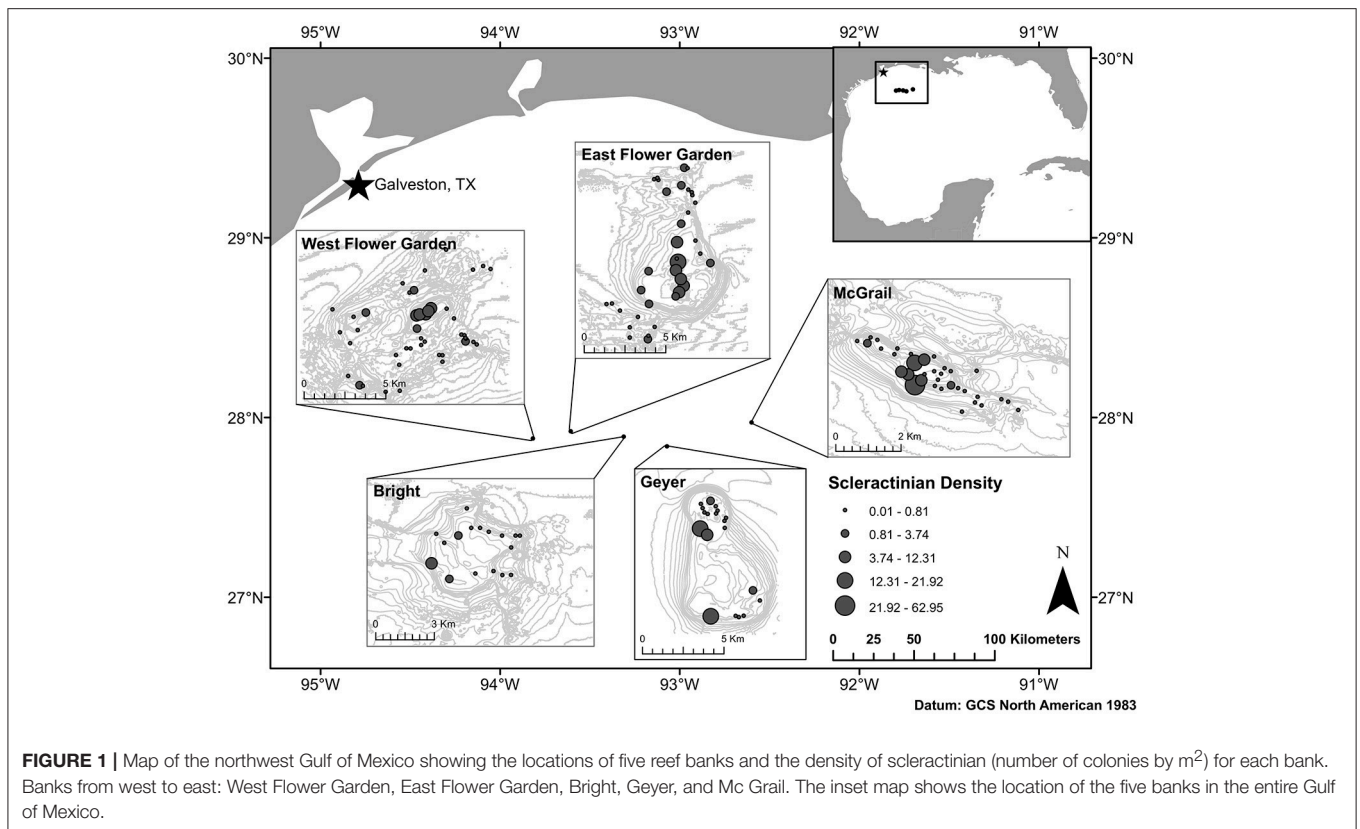 95°W 94°W 93°W 92°W 91°W
30°N 30°N
East Flower Garden
Galveston, TX
29°N 29°N
West Flower Garden
McGrail
0 5 Km
0 5 Km
0 2 Km
28°N 28°N
Bright
Geyer
Scleractinian Density
0.01 - 0.81
0.81 - 3.74
3.74 - 12.31
12.31 - 21.92
21.92 - 62.95
N
27°N 27°N
0 3 Km
0 5 Km
0 25 50 100 Kilometers
95°W 94°W 93°W 92°W 91°W
Datum: GCS North American 1983
FIGURE 1 | Map of the northwest Gulf of Mexico showing the locations of five reef banks and the density of scleractinian (number of colonies by m²) for each bank.
Banks from west to east: West Flower Garden, East Flower Garden, Bright, Geyer, and Mc Grail. The inset map shows the location of the five banks in the entire Gulf
of Mexico.